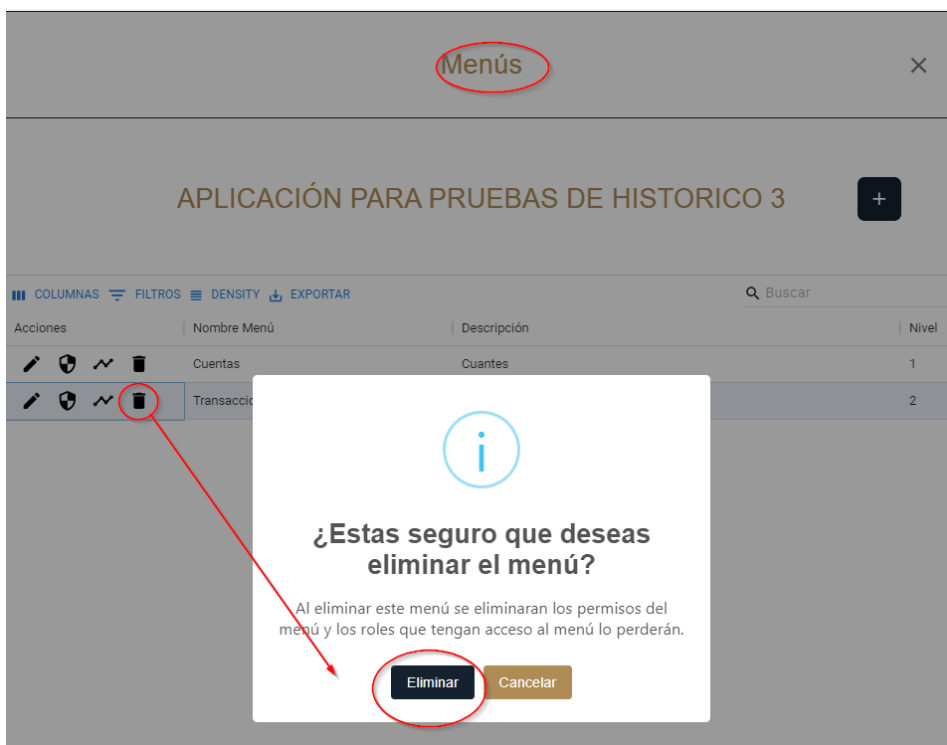 Menús
APLICACIÓN PARA PRUEBAS DE HISTORICO 3
COLUMNAS FILTROS DENSITY EXPORTAR Buscar
Acciones Nombre Menú Descripción Nivel
Cuentas Cuantes 1
2
¿Estas seguro que deseas
eliminar el menú?
Al eliminar este menú se eliminaran los permisos del
menú y los roles que tengan acceso al menú lo perderán.
Eliminar Cancelar